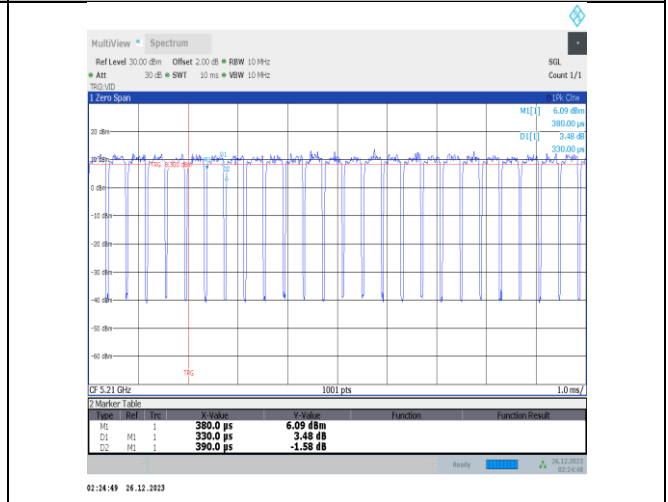 MultiView Spectrum
Ref Level 30.00 dBm Offset 2.00 dB RBW 10 MHz SGL
Att 30 dB SWT 10 ms VBW 10 MHz Count 1/1
TRG:VID
1 Zero Span 1Pk Clrw
M1[1] 6.09 dBm
380.00 µs
D1[1] 3.48 dB
330.00 µs
20 dBm
10 dBm
TRG 8.300 dBm
D1
D2
0 dBm
-10 dBm
-20 dBm
-30 dBm
-40 dBm
-50 dBm
-60 dBm
TRG
CF 5.21 GHz 1001 pts 1.0 ms/
2 Marker Table
Type Ref Trc X-Value Y-Value Function Function Result
M1 1 380.0 µs 6.09 dBm
D1 M1 1 330.0 µs 3.48 dB
D2 M1 1 390.0 µs -1.58 dB
Ready 26.12.2023
02:24:49
02:24:49 26.12.2023